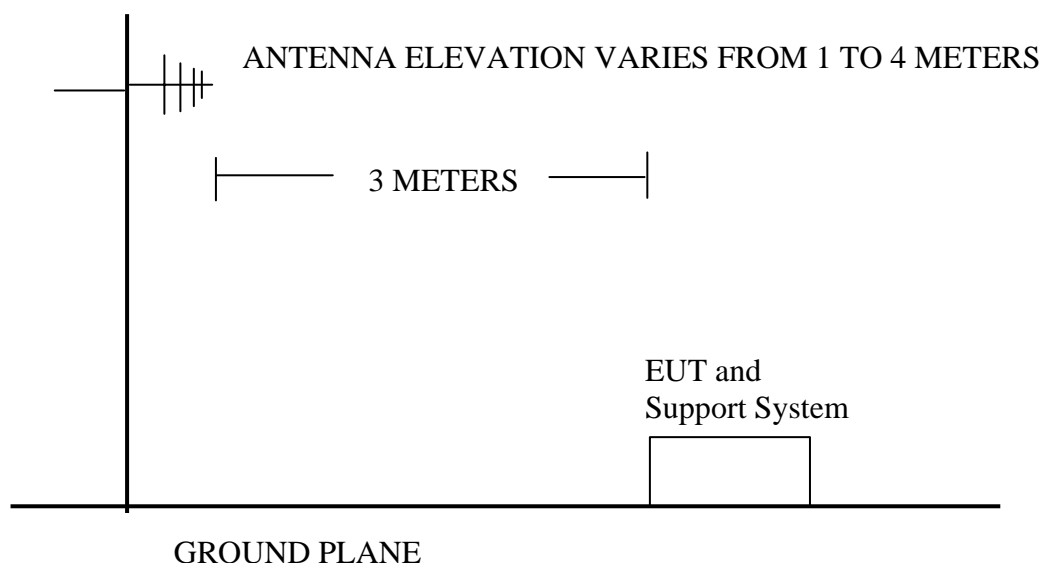 ANTENNA ELEVATION VARIES FROM 1 TO 4 METERS
3 METERS
EUT and
Support System
GROUND PLANE